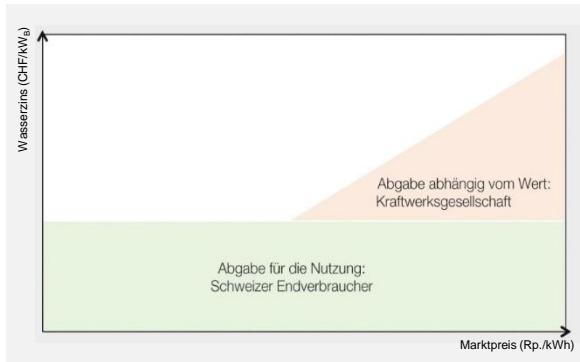 Wasserzins (CHF/kWB)
Abgabe abhängig vom Wert:
Kraftwerksgesellschaft
Abgabe für die Nutzung:
Schweizer Endverbraucher
Marktpreis (Rp./kWh)